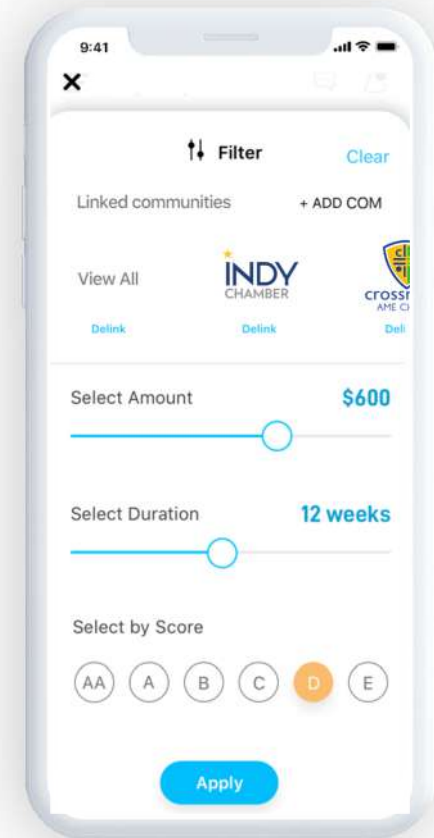 9:41
Filter
Clear
Linked communities
+ ADD COM
View All
INDY
CHAMBER
AME
Delink
Delink
Select Amount
$600
Select Duration
12 weeks
Select by Score
AA
A
B
C
D
E
Apply